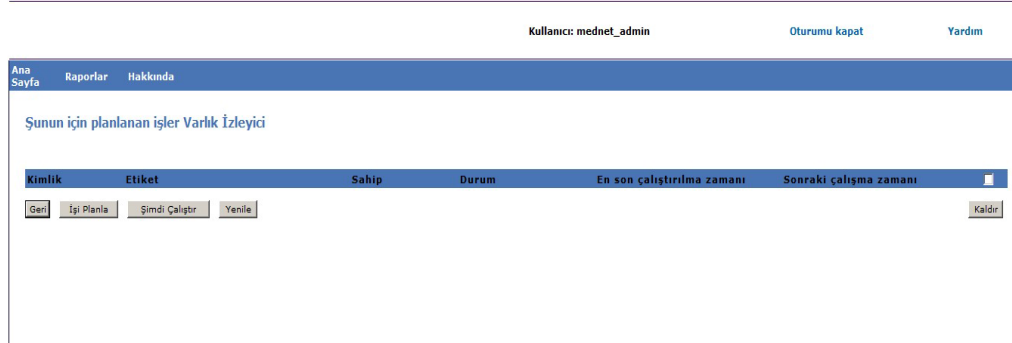 Kullanıcı: mednet_admin Oturumu kapat Yardım
Ana Sayfa Raporlar Hakkında
Şunun için planlanan işler Varlık İzleyici
Kimlik Etiket Sahip Durum En son çalıştırılma zamanı Sonraki çalışma zamanı
Geri İşi Planla Şimdi Çalıştır Yenile Kaldır